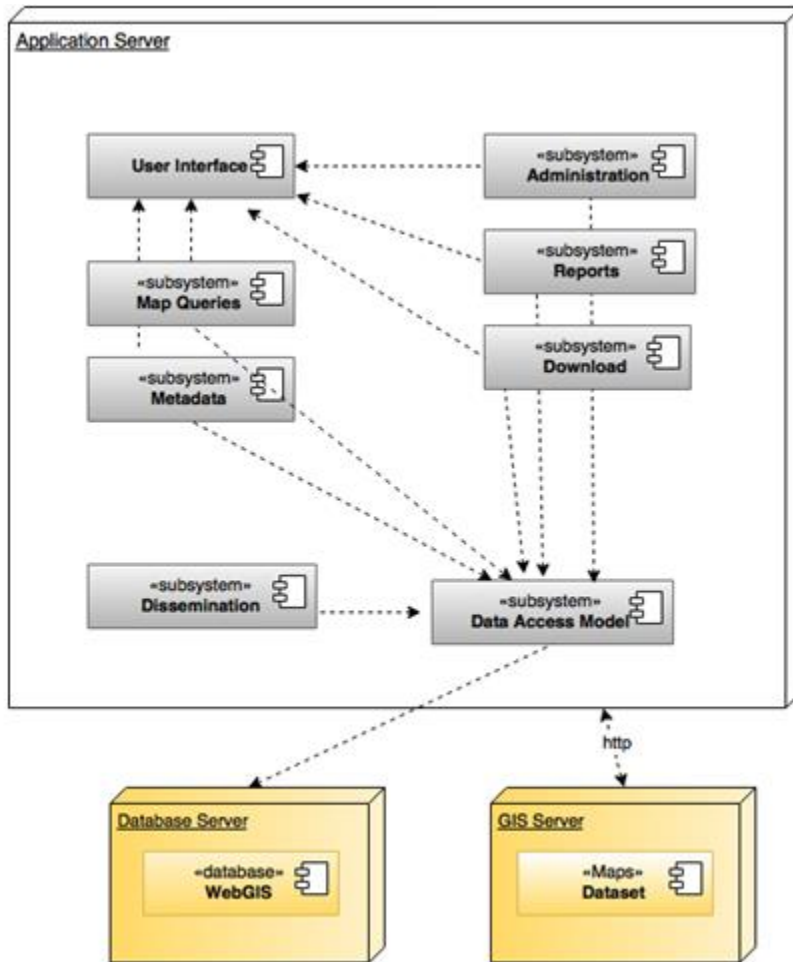 Application Server
User Interface
«subsystem»
Administration
«subsystem»
Reports
«subsystem»
Map Queries
«subsystem»
Download
«subsystem»
Metadata
«subsystem»
Dissemination
«subsystem»
Data Access Model
http
Database Server
«database»
WebGIS
GIS Server
«Maps»
Dataset